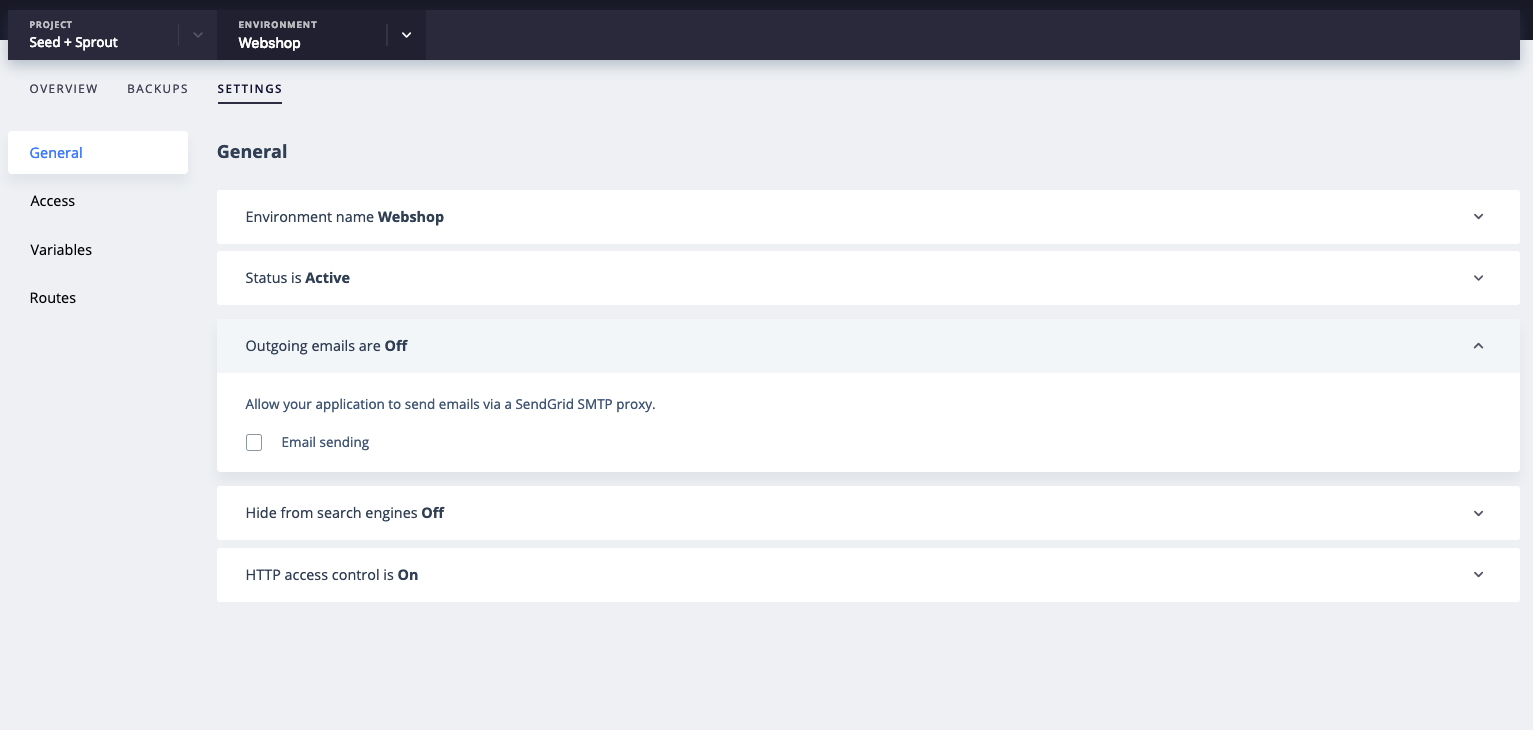 PROJECT
Seed + Sprout
ENVIRONMENT
Webshop
OVERVIEW
BACKUPS
SETTINGS
General
Access
Variables
Routes
General
Environment name Webshop
Status is Active
Outgoing emails are Off
Allow your application to send emails via a SendGrid SMTP proxy.
Email sending
Hide from search engines Off
HTTP access control is On